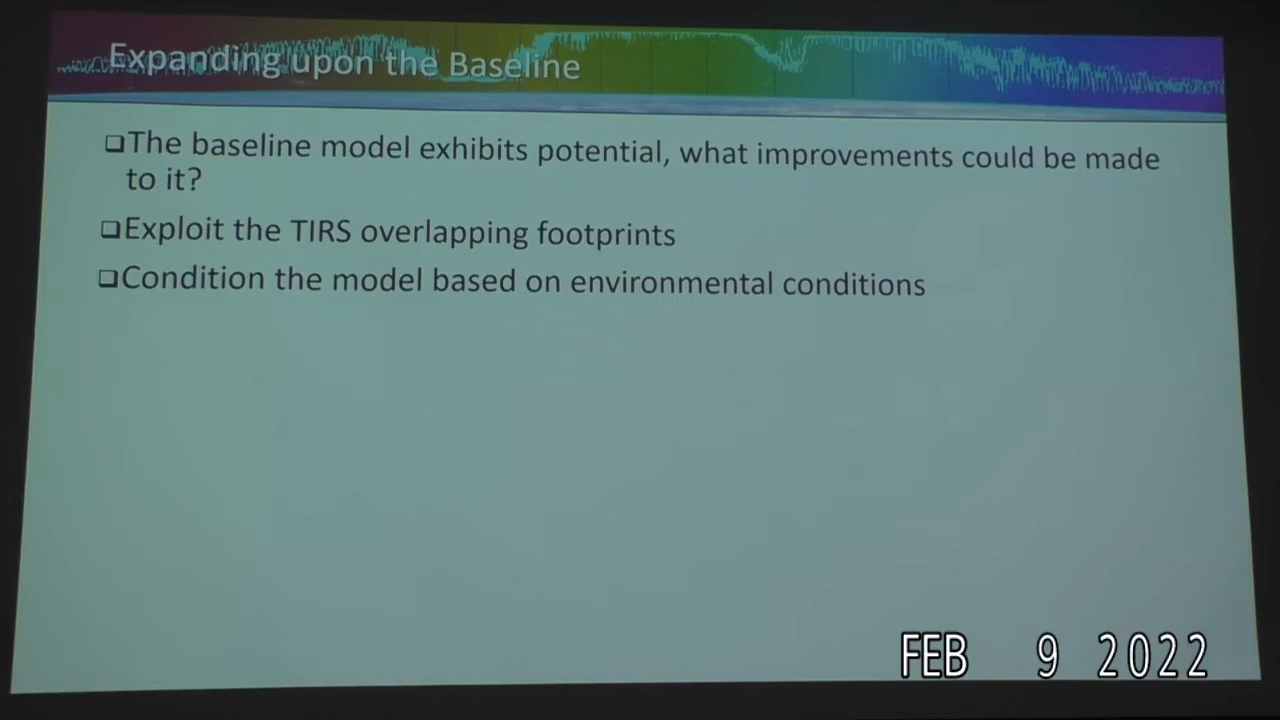 Expanding upon the Baseline
❑The baseline model exhibits potential, what improvements could be made
to it?
❑Exploit the TIRS overlapping footprints
❑Condition the model based on environmental conditions
FEB 9 2022